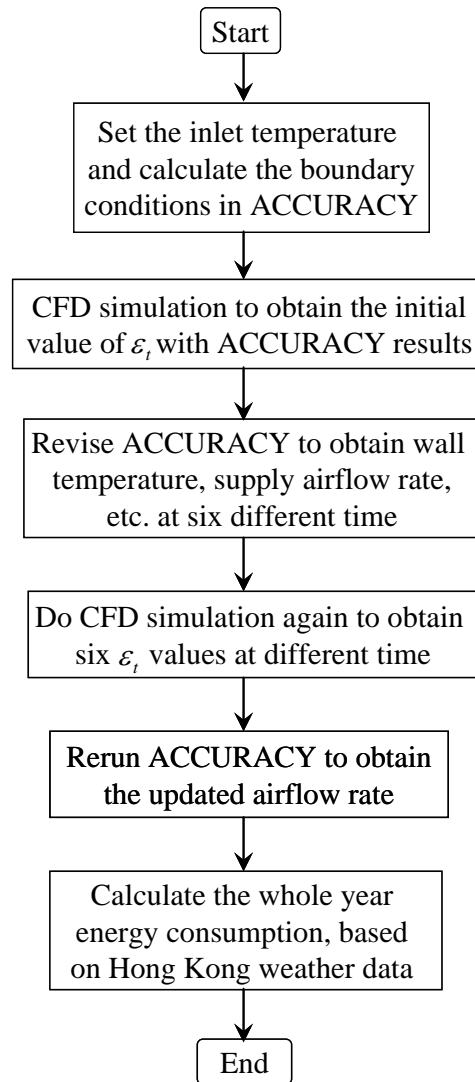 Start
Set the inlet temperature
and calculate the boundary
conditions in ACCURACY
CFD simulation to obtain the initial
value of εₜ with ACCURACY results
Revise ACCURACY to obtain wall
temperature, supply airflow rate,
etc. at six different time
Do CFD simulation again to obtain
six εₜ values at different time
Rerun ACCURACY to obtain
the updated airflow rate
Calculate the whole year
energy consumption, based
on Hong Kong weather data
End